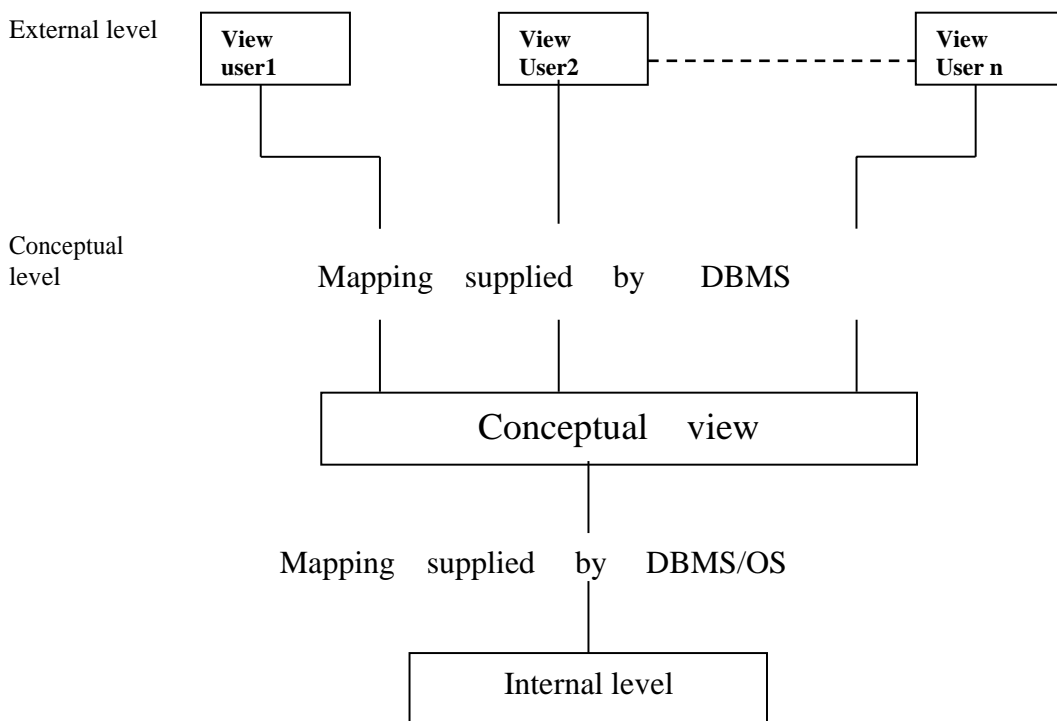 External level
View
user1
View
User2
View
User n
Conceptual
level
Mapping supplied by DBMS
Conceptual view
Mapping supplied by DBMS/OS
Internal level